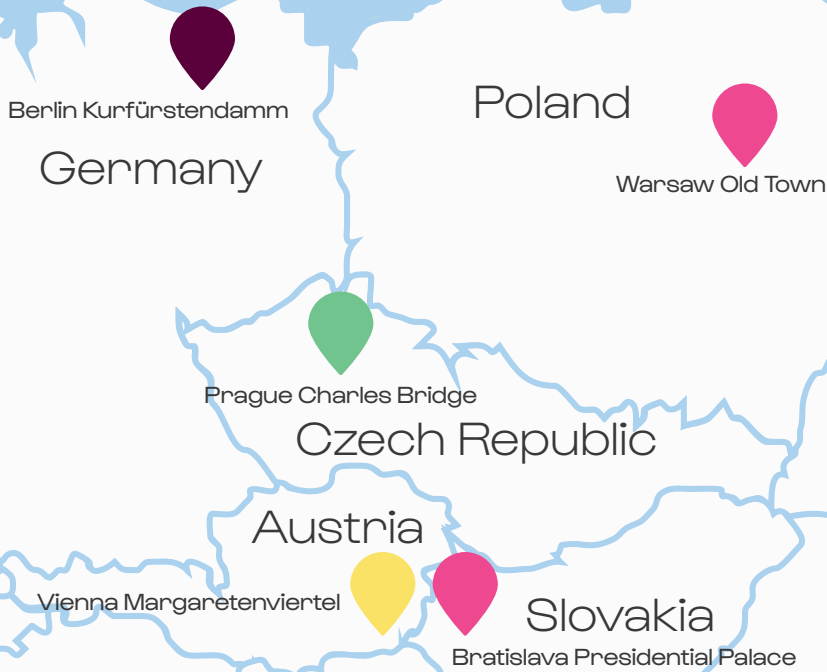 Poland
Berlin Kurfürstendamm
Germany
Warsaw Old Town
Prague Charles Bridge
Czech Republic
Austria
Vienna Margaretenviertel
Slovakia
Bratislava Presidential Palace